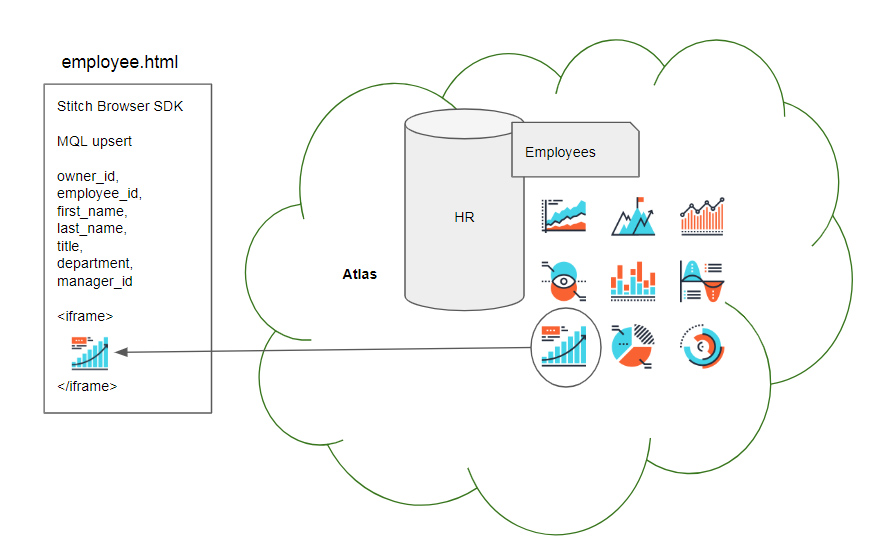 employee.html
Stitch Browser SDK
MQL upsert
owner_id,
employee_id,
first_name,
last_name,
title,
department,
manager_id
<iframe>
</iframe>
Employees
HR
Atlas